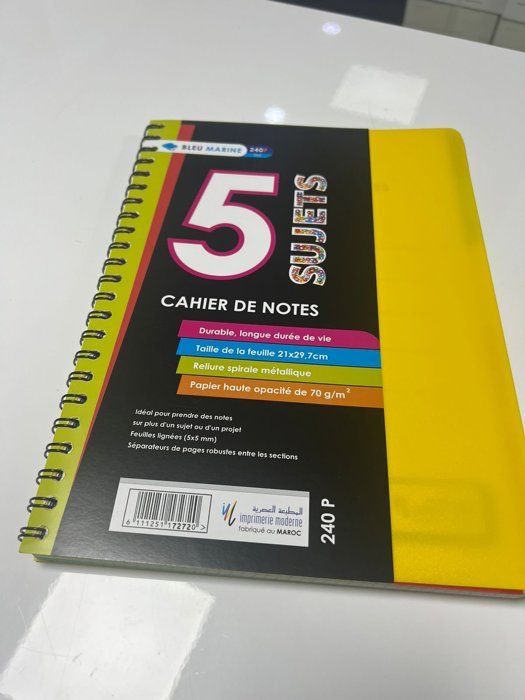 BLEU MARINE 240P
5
SUJETS
CAHIER DE NOTES
Durable, longue durée de vie
Taille de la feuille 21x29,7cm
Reliure spirale métallique
Papier haute opacité de 70 g/m²
Idéal pour prendre des notes
sur plus d'un sujet ou d'un projet
Feuilles lignées (5x5 mm)
Séparateurs de pages robustes entre les sections
المطبعة العصرية
imprimerie moderne
fabriqué au MAROC
6 111251 172720 >
240 P